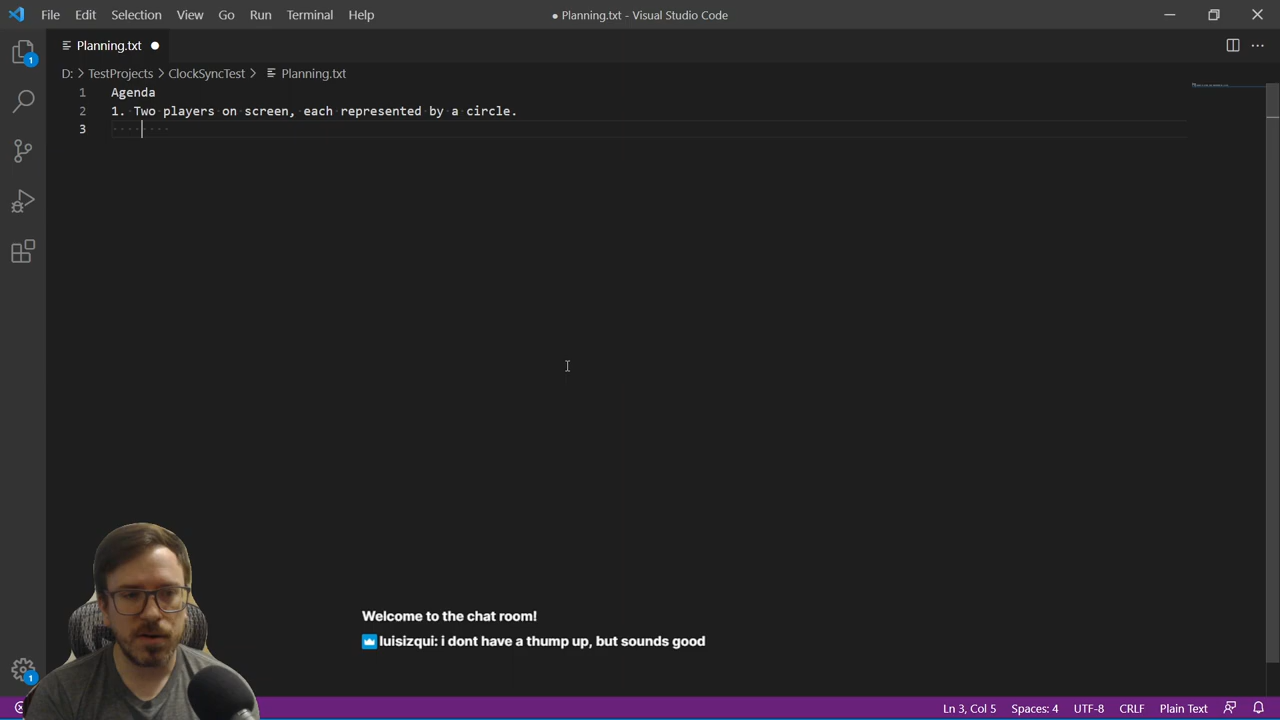 File Edit Selection View Go Run Terminal Help
● Planning.txt - Visual Studio Code
Planning.txt
D: > TestProjects > ClockSyncTest > Planning.txt
1 Agenda
2 1. Two players on screen, each represented by a circle.
3
1
Welcome to the chat room!
luisizqui: i dont have a thump up, but sounds good
1
Ln 3, Col 5 Spaces: 4 UTF-8 CRLF Plain Text